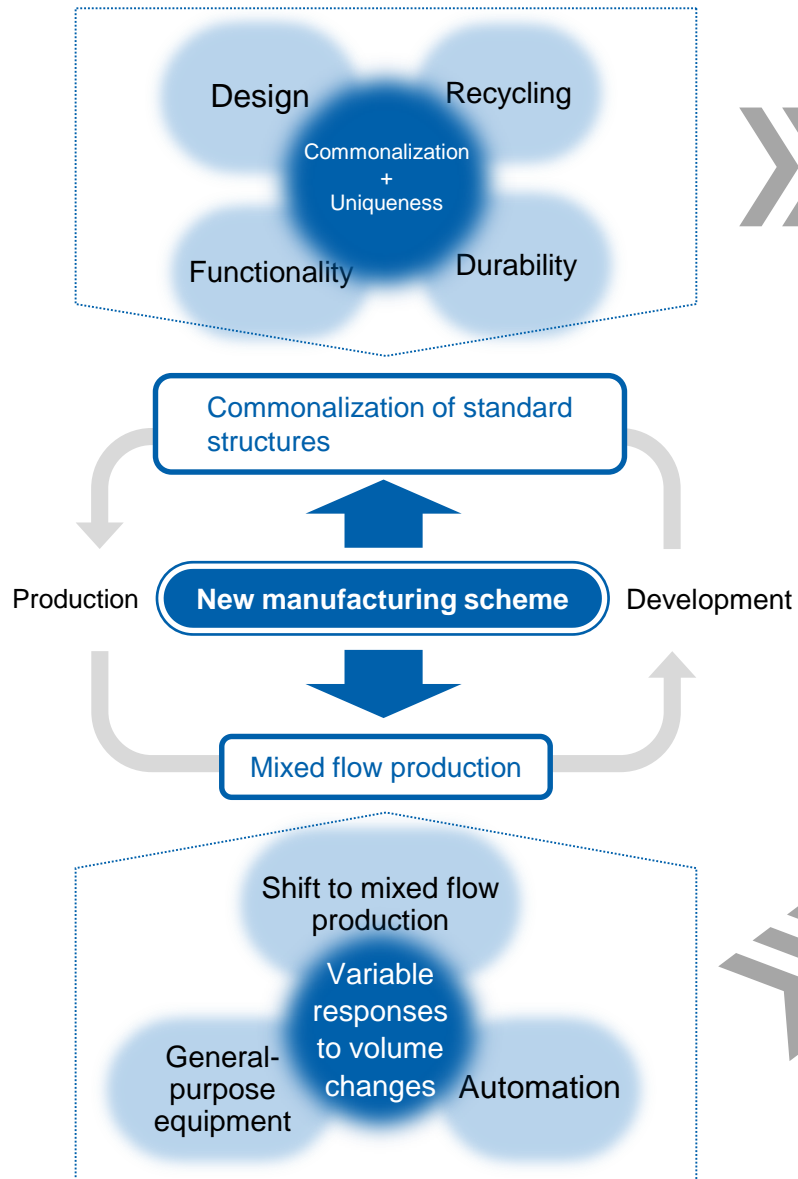 Design
Recycling
Commonalization
+
Uniqueness
Functionality
Durability
Commonalization of standard
structures
Production
New manufacturing scheme
Development
Mixed flow production
Shift to mixed flow
production
Variable
responses
to volume
changes
General-
purpose
equipment
Automation